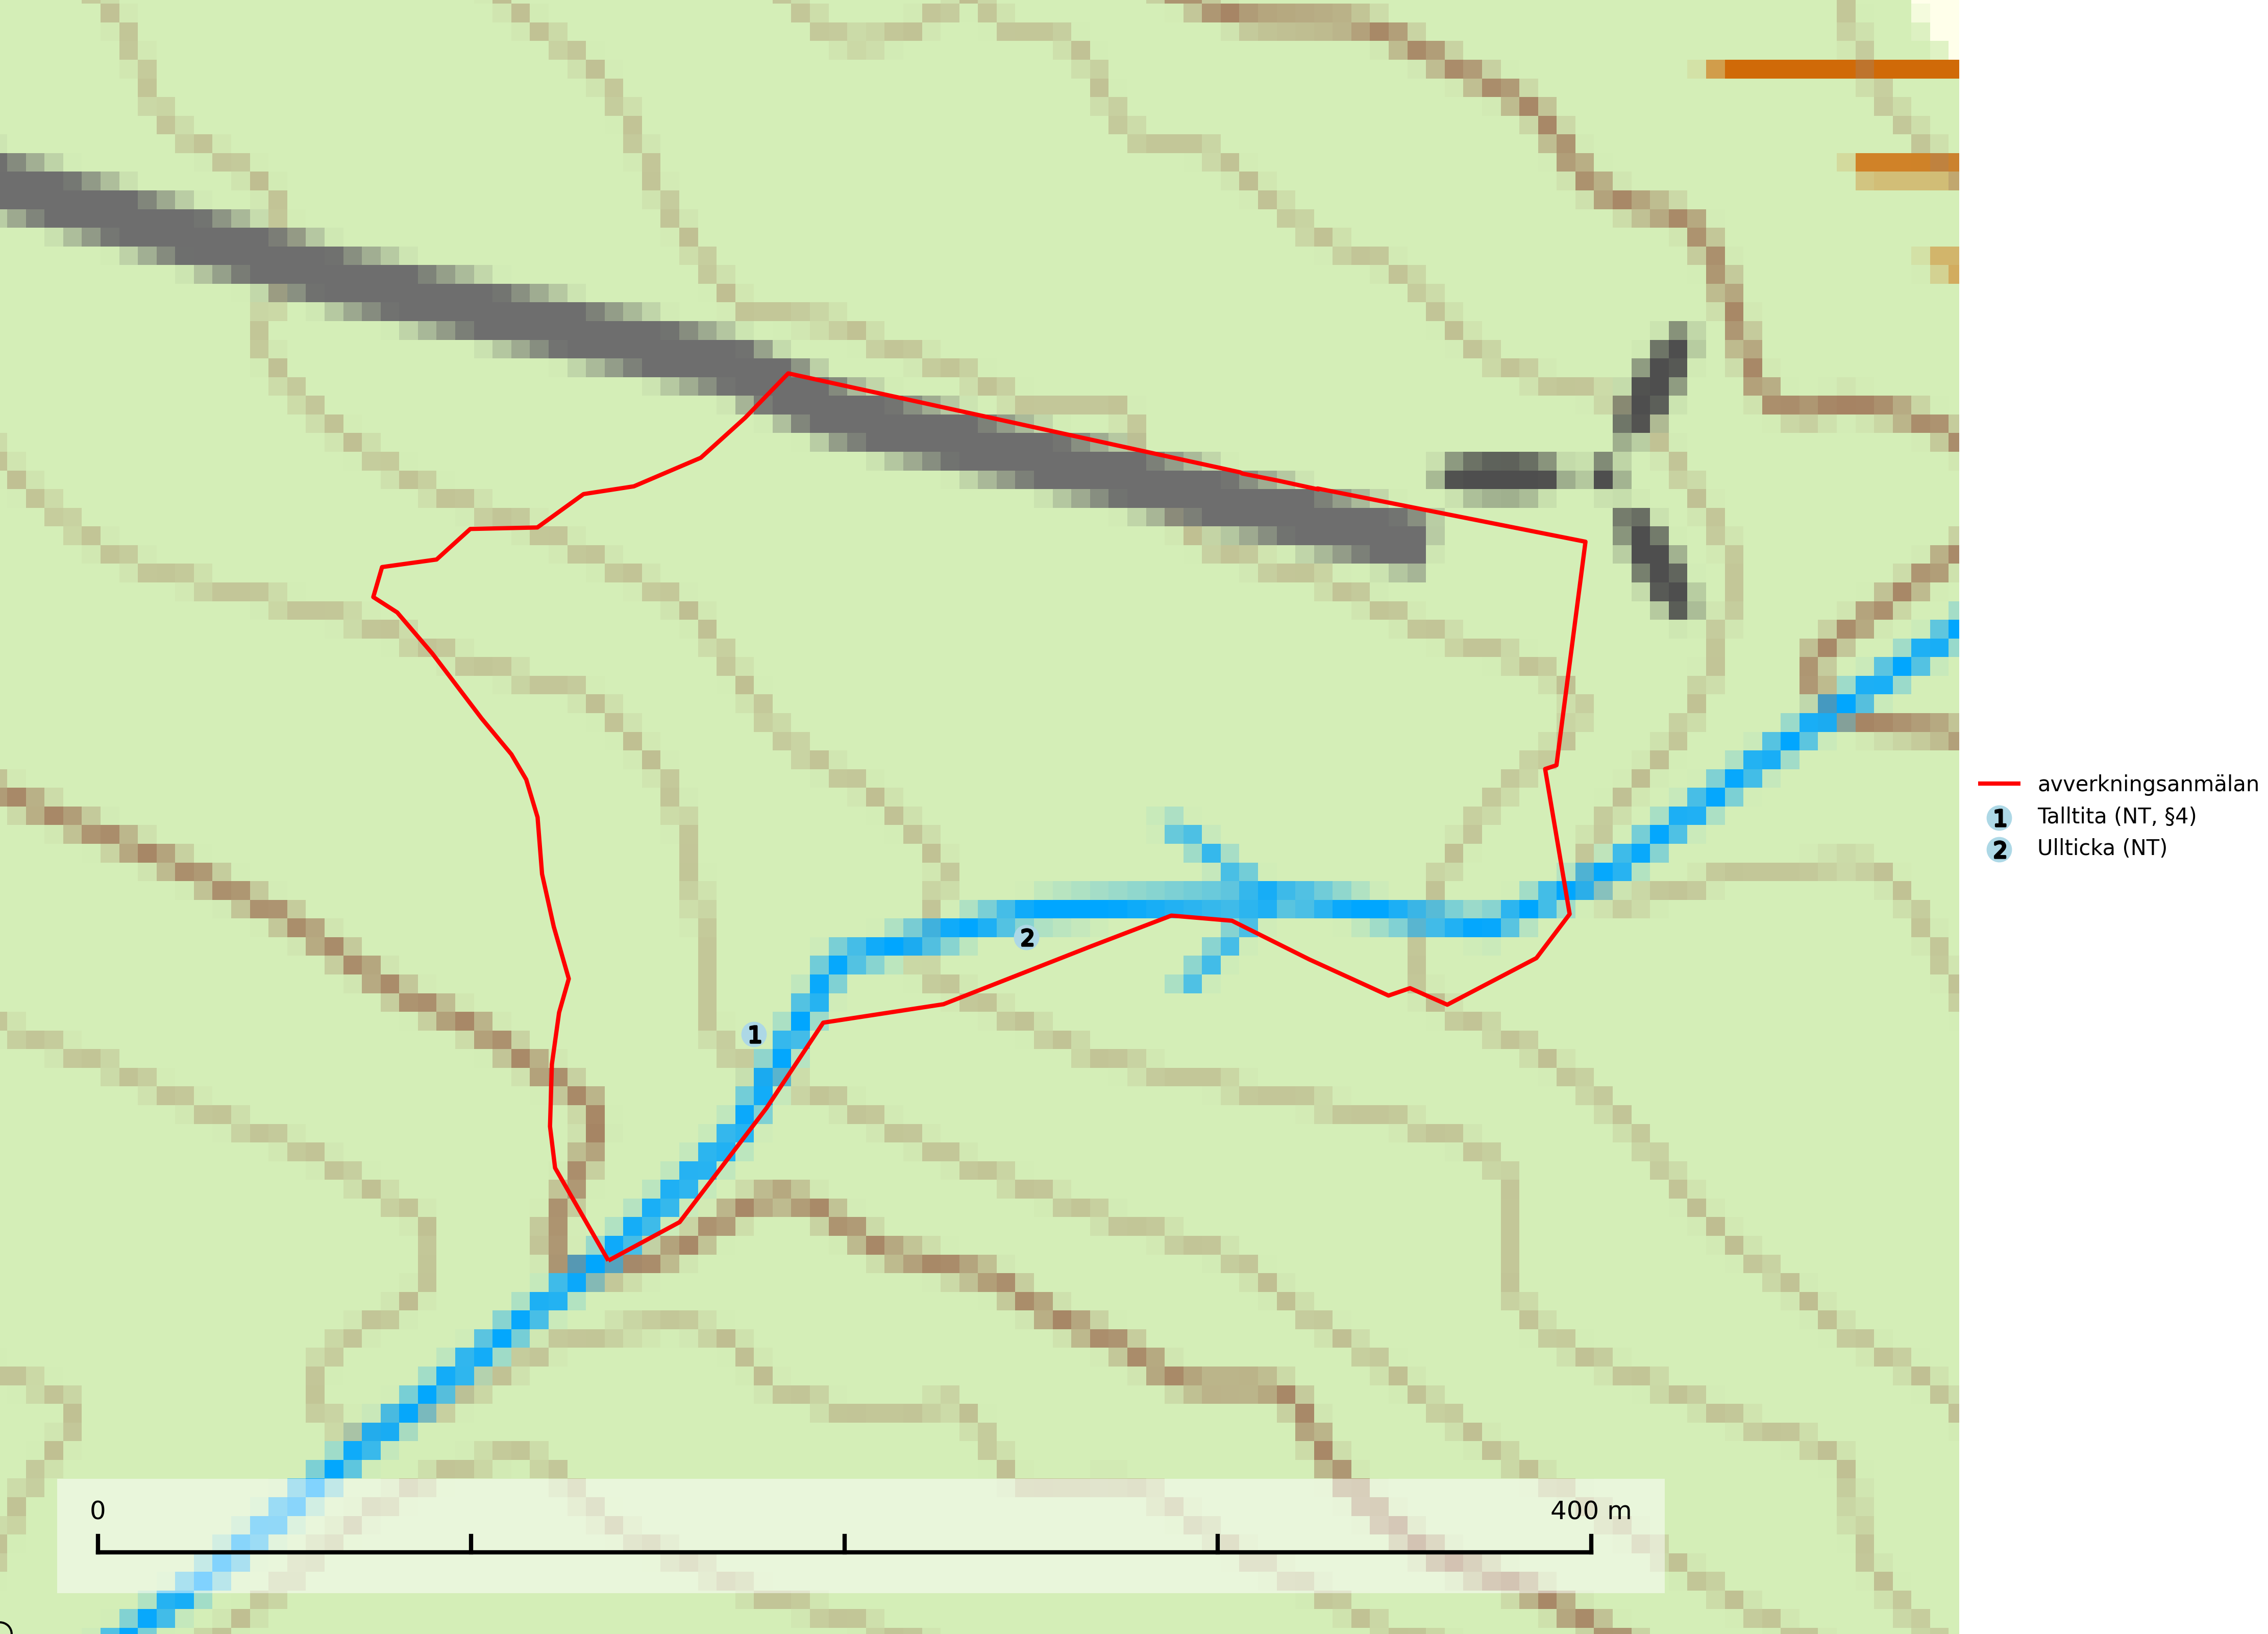 avverkningsanmälan
1 Talltita (NT, §4)
2 Ullticka (NT)
2
1
0 400 m